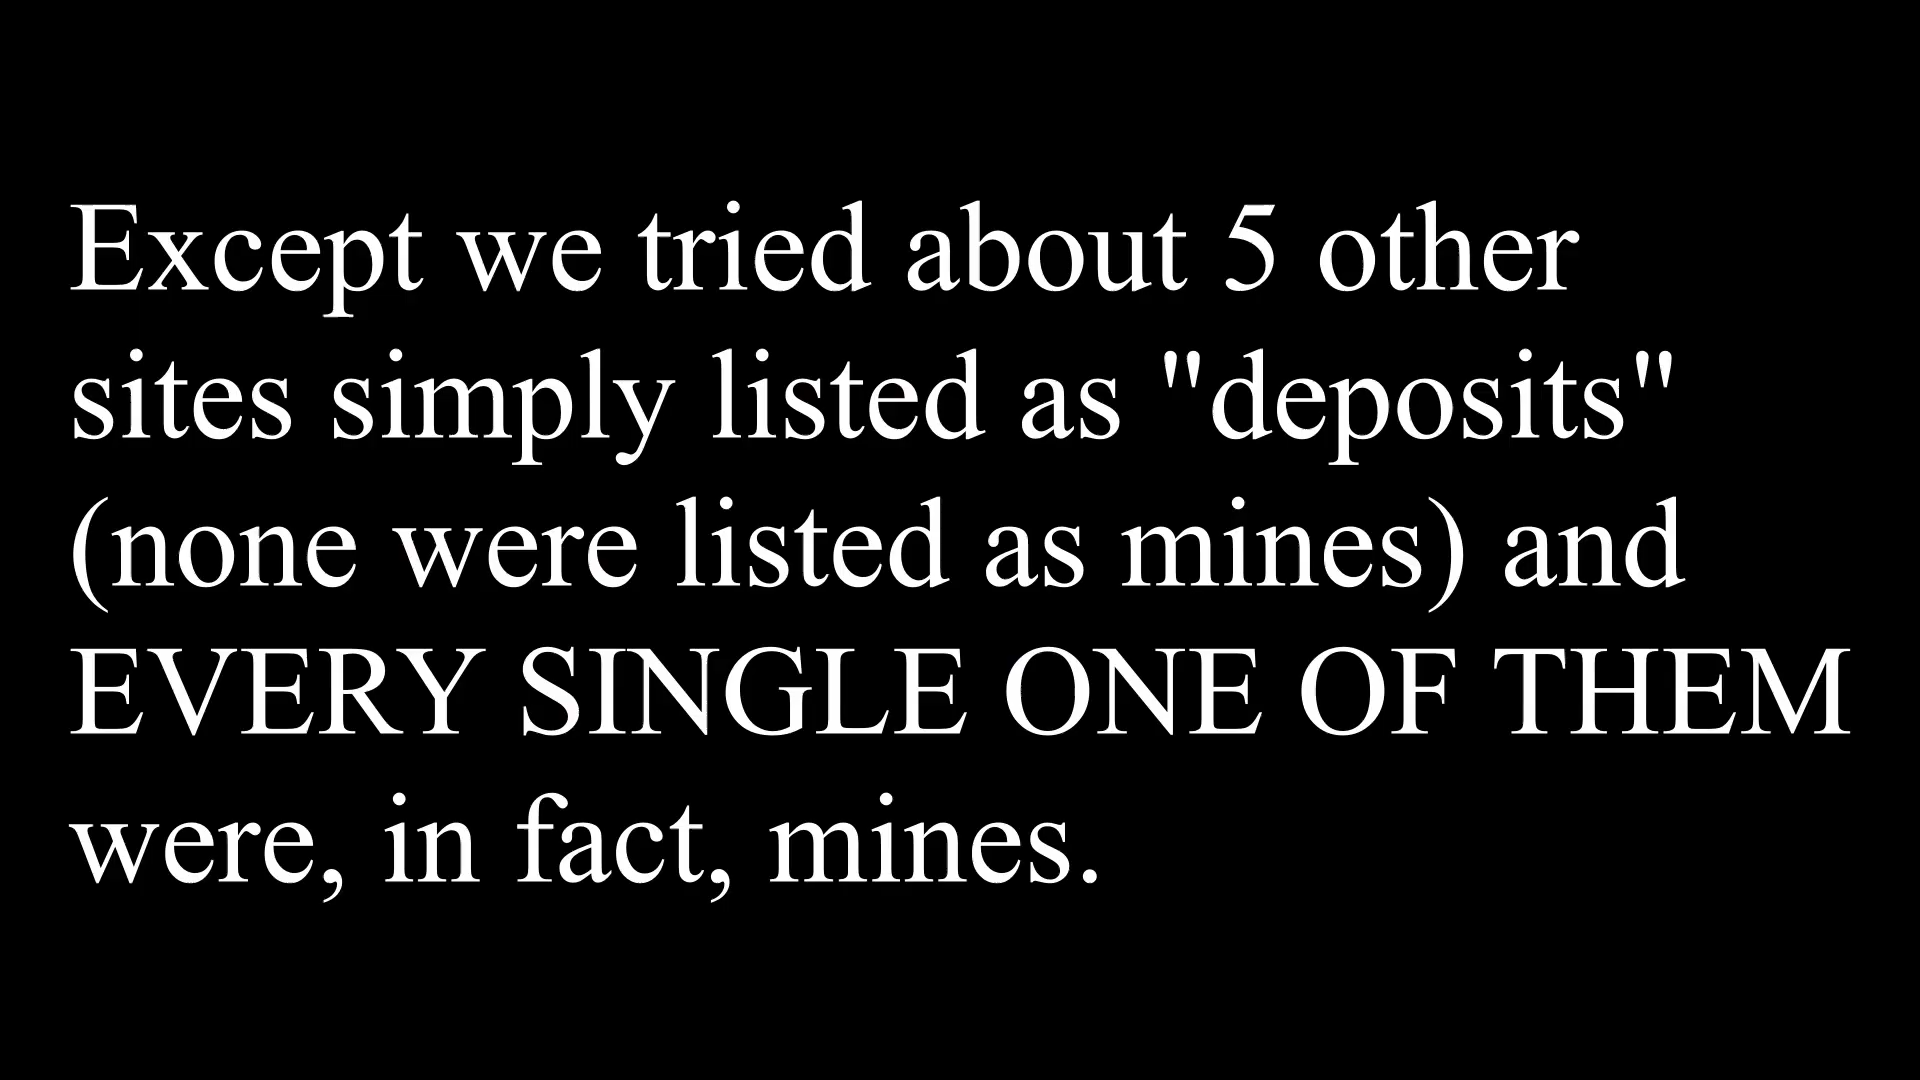 Except we tried about 5 other
sites simply listed as "deposits"
(none were listed as mines) and
EVERY SINGLE ONE OF THEM
were, in fact, mines.